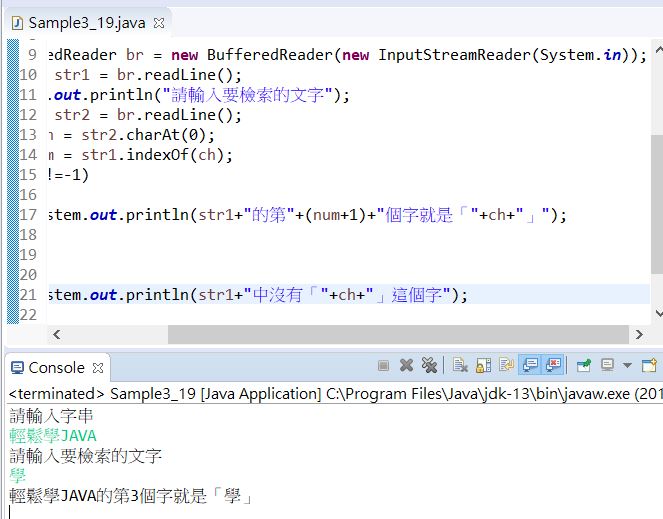 Sample3_19.java
9 edReader br = new BufferedReader(new InputStreamReader(System.in));
10 str1 = br.readLine();
11 .out.println("請輸入要檢索的文字");
12 str2 = br.readLine();
13 = str2.charAt(0);
14 = str1.indexOf(ch);
15 !=-1)
16
17 stem.out.println(str1+"的第"+(num+1)+"個字就是「"+ch+"」");
18
19
20
21 stem.out.println(str1+"中沒有「"+ch+"」這個字");
22
Console
<terminated> Sample3_19 [Java Application] C:\Program Files\Java\jdk-13\bin\javaw.exe (201
請輸入字串
輕鬆學JAVA
請輸入要檢索的文字
學
輕鬆學JAVA的第3個字就是「學」